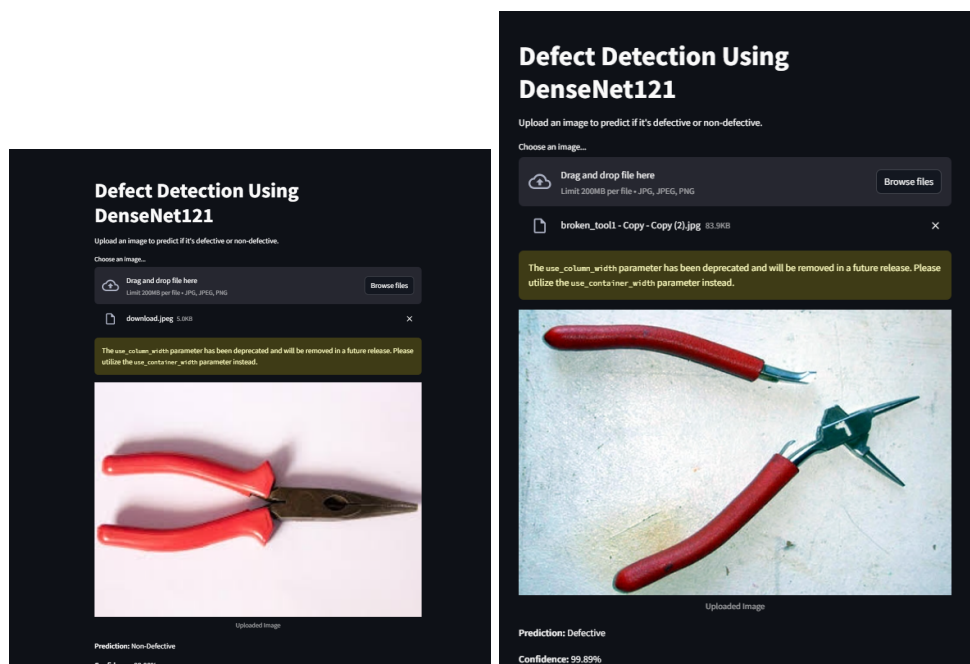 Defect Detection Using
DenseNet121
Upload an image to predict if it's defective or non-defective.
Choose an image...
Drag and drop file here
Limit 200MB per file • JPG, JPEG, PNG
Browse files
download.jpeg 5.0KB
The use_column_width parameter has been deprecated and will be removed in a future release. Please
utilize the use_container_width parameter instead.
Uploaded Image
Prediction: Non-Defective
Defect Detection Using
DenseNet121
Upload an image to predict if it's defective or non-defective.
Choose an image...
Drag and drop file here
Limit 200MB per file • JPG, JPEG, PNG
Browse files
broken_tool1 - Copy - Copy (2).jpg 83.9KB
The use_column_width parameter has been deprecated and will be removed in a future release. Please
utilize the use_container_width parameter instead.
Uploaded Image
Prediction: Defective
Confidence: 99.89%